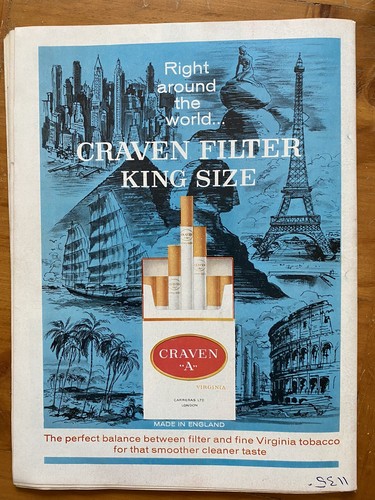 Right
around
the
world...
CRAVEN FILTER
KING SIZE
CRAVEN
"A"
VIRGINIA
CARRERAS LTD
LONDON
MADE IN ENGLAND
The perfect balance between filter and fine Virginia tobacco
for that smoother cleaner taste